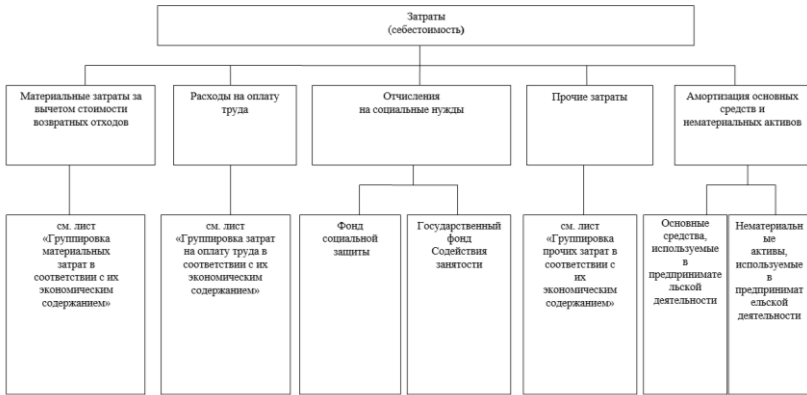 Затраты
(себестоимость)
Материальные затраты за
вычетом стоимости
возвратных отходов
Расходы на оплату
труда
Отчисления
на социальные нужды
Прочие затраты
Амортизация основных
средств и
нематериальных активов
см. лист
«Группировка
материальных
затрат в
соответствии с их
экономическим
содержанием»
см. лист
«Группировка затрат
на оплату труда в
соответствии с их
экономическим
содержанием»
Фонд
социальной
защиты
Государственный
фонд
Содействия
занятости
см. лист
«Группировка
прочих затрат в
соответствии с
их
экономическим
содержанием»
Основные
средства,
используемые
в
предпринимате
льской
деятельности
Нематериальн
ые
активы,
используемые
в
предпринимат
ельской
деятельности